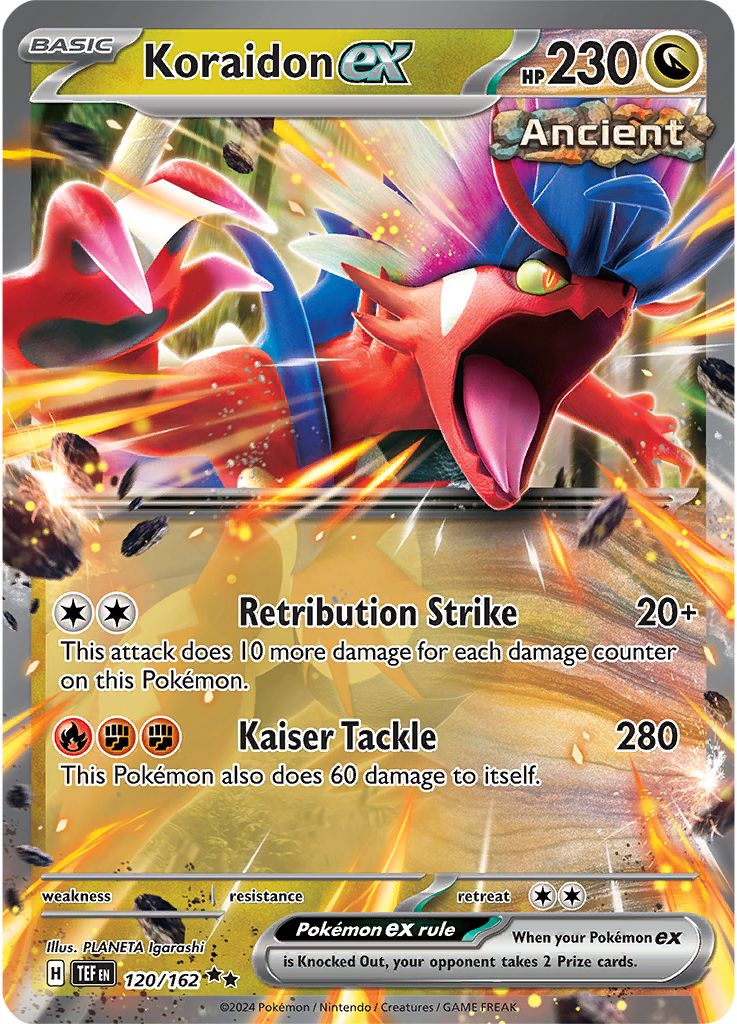 BASIC
Koraidon ex
HP 230
Ancient
Retribution Strike 20+
This attack does 10 more damage for each damage counter
on this Pokémon.
Kaiser Tackle 280
This Pokémon also does 60 damage to itself.
weakness resistance retreat
Illus. PLANETA Igarashi
Pokémon ex rule
When your Pokémon ex
is Knocked Out, your opponent takes 2 Prize cards.
H TEF EN 120/162 ★★
©2024 Pokémon / Nintendo / Creatures / GAME FREAK